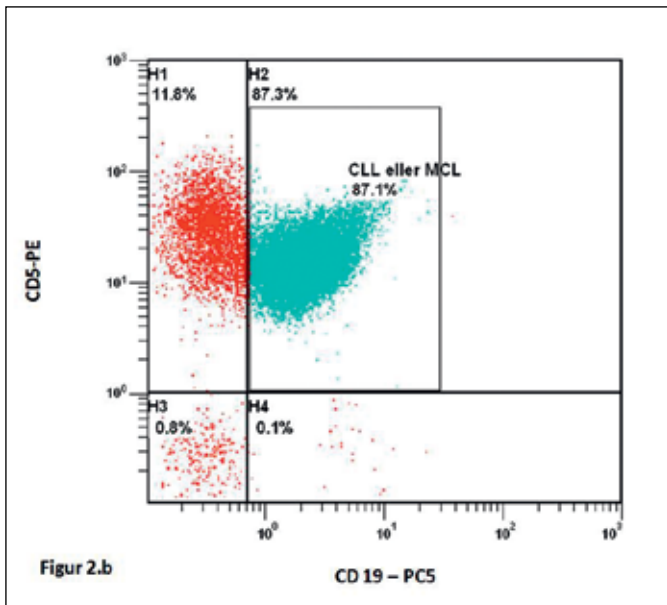 10³
H1
11.8%
H2
87.3%
CLL eller MCL
87.1%
10²
CD5-PE
10¹
10⁰
H3
0.8%
H4
0.1%
10⁰ 10¹ 10² 10³
Figur 2.b
CD 19 – PC5